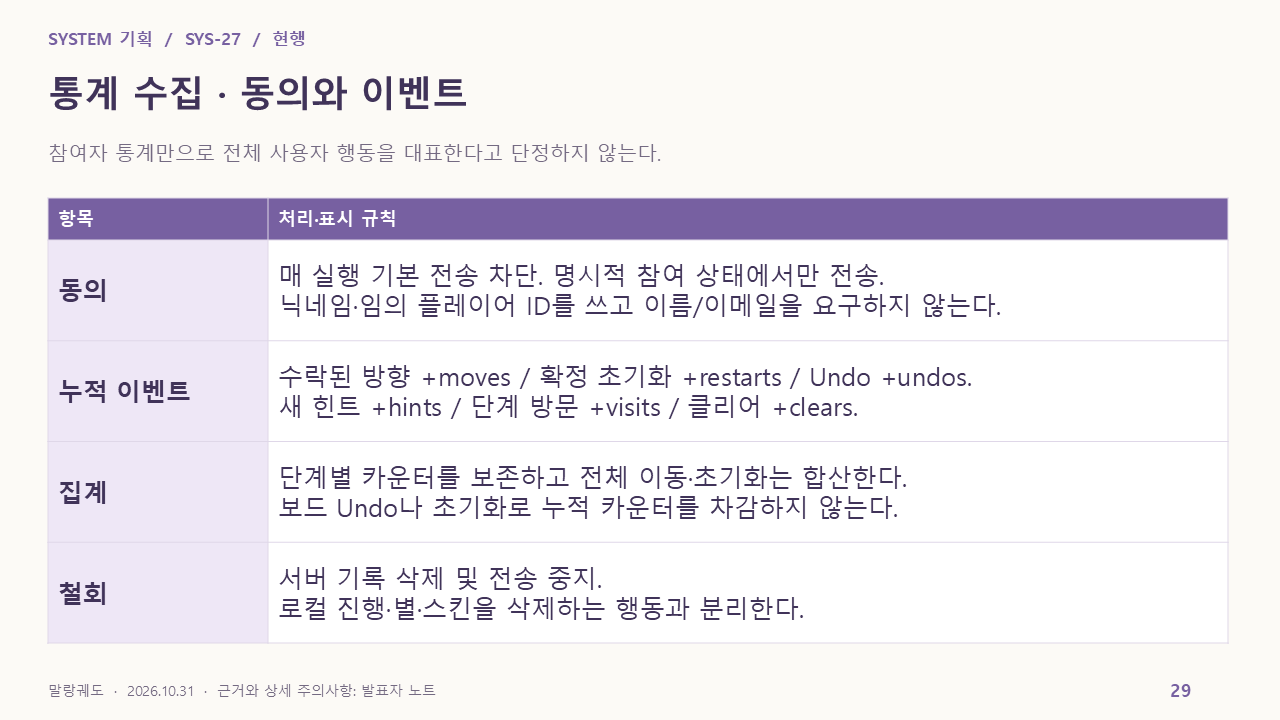 SYSTEM 기획 / SYS-27 / 현행
통계 수집 · 동의와 이벤트
참여자 통계만으로 전체 사용자 행동을 대표한다고 단정하지 않는다.
항목
처리·표시 규칙
동의
매 실행 기본 전송 차단. 명시적 참여 상태에서만 전송.
닉네임·임의 플레이어 ID를 쓰고 이름/이메일을 요구하지 않는다.
누적 이벤트
수락된 방향 +moves / 확정 초기화 +restarts / Undo +undos.
새 힌트 +hints / 단계 방문 +visits / 클리어 +clears.
집계
단계별 카운터를 보존하고 전체 이동·초기화는 합산한다.
보드 Undo나 초기화로 누적 카운터를 차감하지 않는다.
철회
서버 기록 삭제 및 전송 중지.
로컬 진행·별·스킨을 삭제하는 행동과 분리한다.
말랑궤도 · 2026.10.31 · 근거와 상세 주의사항: 발표자 노트
29